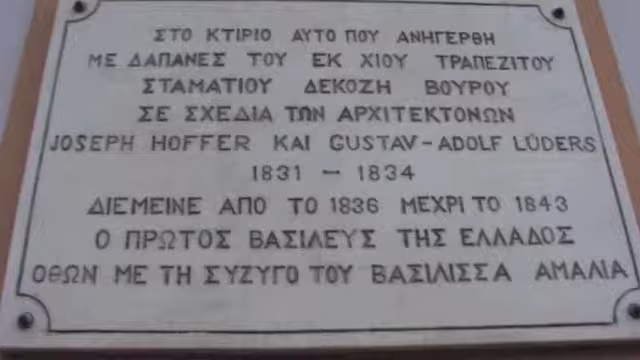 ΣΤΟ ΚΤΙΡΙΟ ΑΥΤΟ ΠΟΥ ΑΝΗΓΕΡΘΗ
ΜΕ ΔΑΠΑΝΕΣ ΤΟΥ ΕΚ ΧΙΟΥ ΤΡΑΠΕΖΙΤΟΥ
ΣΤΑΜΑΤΙΟΥ ΔΕΚΟΖΗ ΒΟΥΡΟΥ
ΣΕ ΣΧΕΔΙΑ ΤΩΝ ΑΡΧΙΤΕΚΤΟΝΩΝ
JOSEPH HOFFER ΚΑΙ GUSTAV-ADOLF LÜDERS
1831 - 1834
ΔΙΕΜΕΙΝΕ ΑΠΟ ΤΟ 1836 ΜΕΧΡΙ ΤΟ 1843
Ο ΠΡΩΤΟΣ ΒΑΣΙΛΕΥΣ ΤΗΣ ΕΛΛΑΔΟΣ
ΟΘΩΝ ΜΕ ΤΗ ΣΥΖΥΓΟ ΤΟΥ ΒΑΣΙΛΙΣΣΑ ΑΜΑΛΙΑ